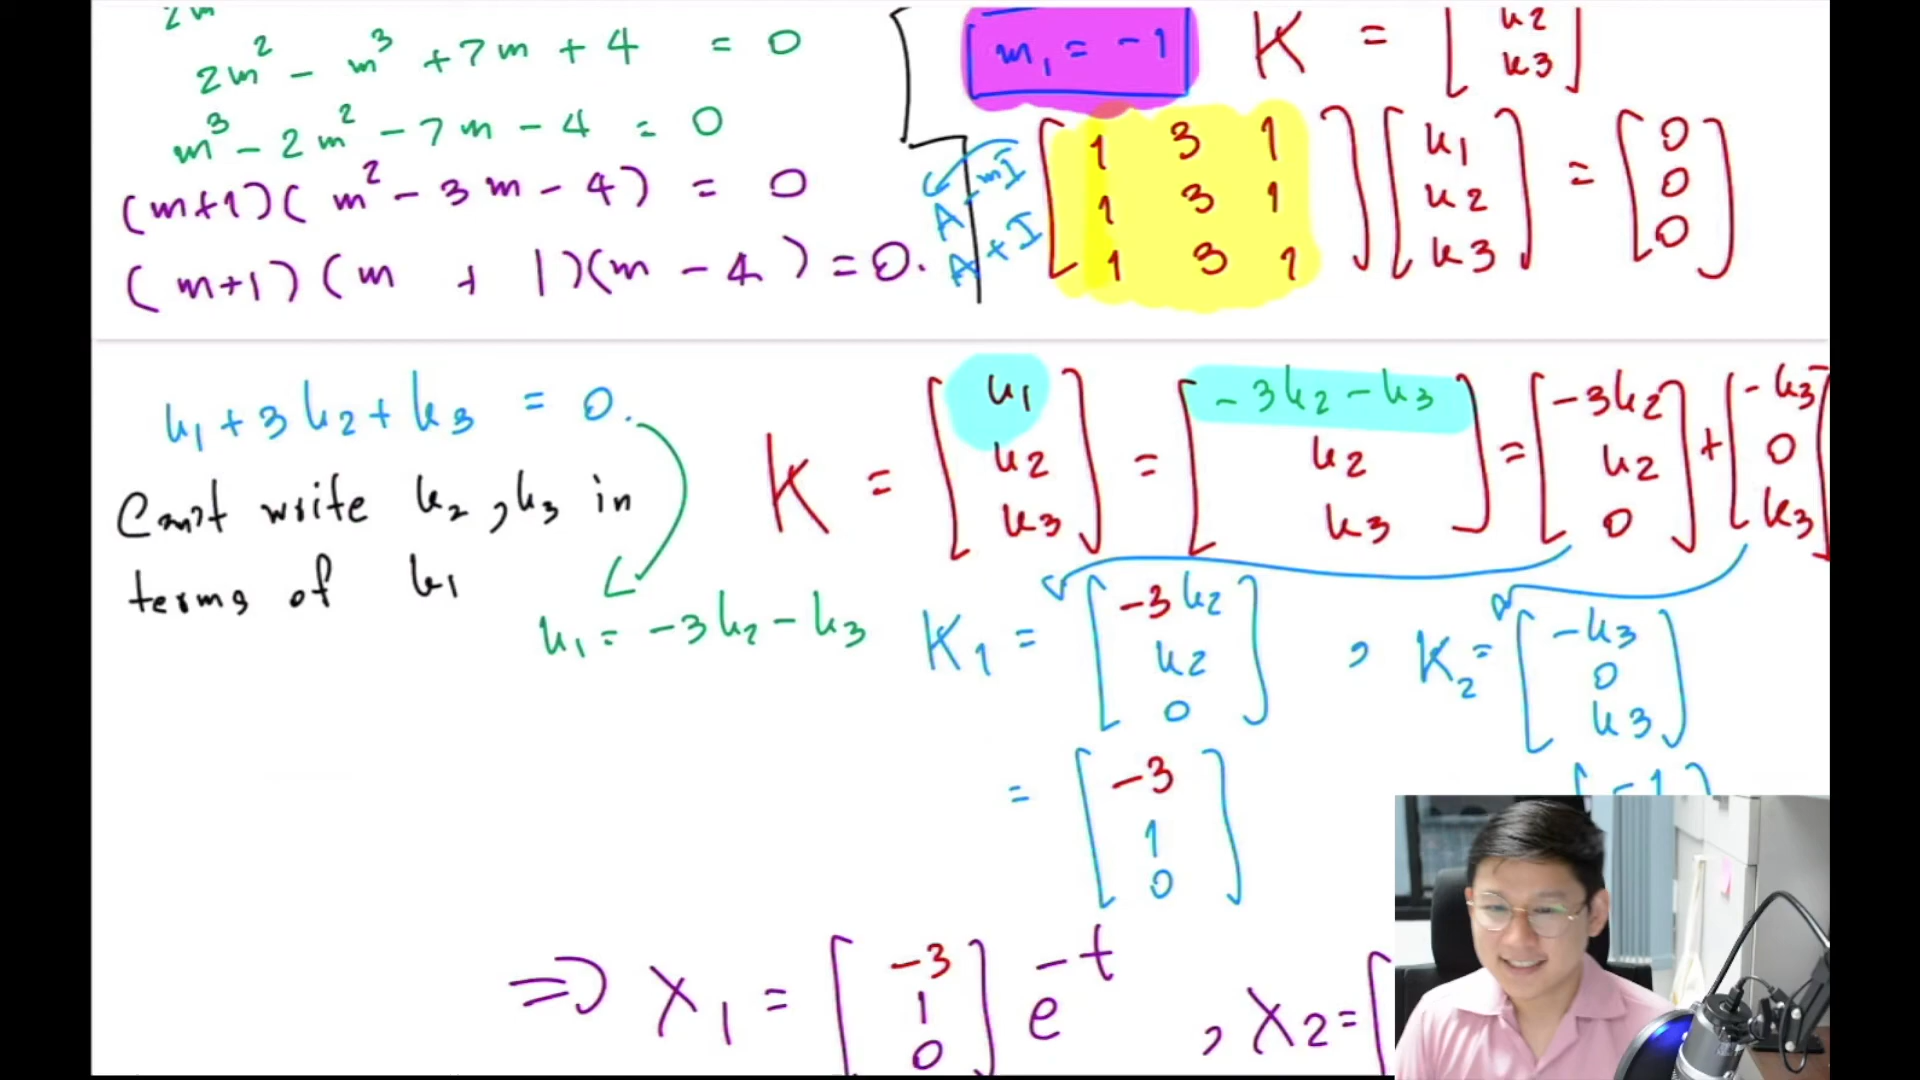 2m² - m³ + 7m + 4 = 0
m³ - 2m² - 7m - 4 = 0
(m+1)(m² - 3m - 4) = 0
(m+1)(m + 1)(m - 4) = 0.
m₁ = -1
K = [ k2 k3 ]
A - mI
A + I
[ 1 3 1 ] [ k1 ] = [ 0 ]
[ 1 3 1 ] [ k2 ] [ 0 ]
[ 1 3 1 ] [ k3 ] [ 0 ]
k₁ + 3k₂ + k₃ = 0.
Can't write k₂, k₃ in
terms of k₁
k₁ = -3k₂ - k₃
K = [ k1 ] = [ -3k2 - k3 ] = [ -3k2 ] + [ -k3 ]
[ k2 ] [ k2 ] [ k2 ] [ 0 ]
[ k3 ] [ k3 ] [ 0 ] [ k3 ]
K₁ = [ -3k2 ] , K₂ = [ -k3 ]
[ k2 ] [ 0 ]
[ 0 ] [ k3 ]
= [ -3 ] [ -1 ]
[ 1 ]
[ 0 ]
⇒ X₁ = [ -3 ] e^-t , X₂ = [
[ 1 ]
[ 0 ]